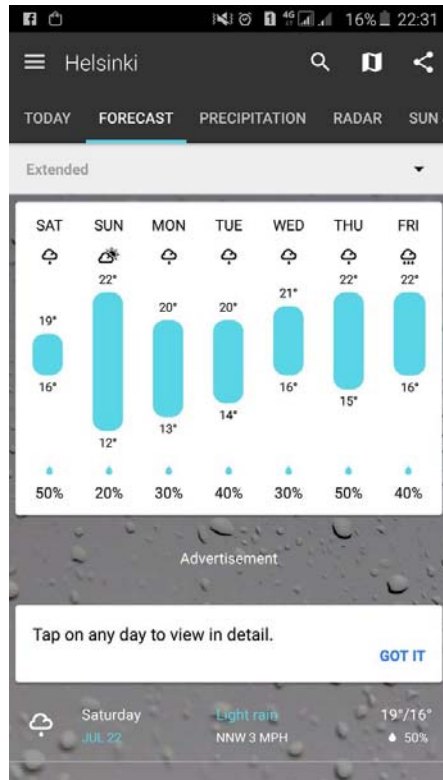 4G 16% 22:31
Helsinki
TODAY FORECAST PRECIPITATION RADAR SUN
Extended
SAT SUN MON TUE WED THU FRI
19° 22° 20° 20° 21° 22° 22°
16° 12° 13° 14° 16° 15° 16°
50% 20% 30% 40% 30% 50% 40%
Advertisement
Tap on any day to view in detail.
GOT IT
Saturday Light rain 19°/16°
JUL 22 NNW 3 MPH 50%